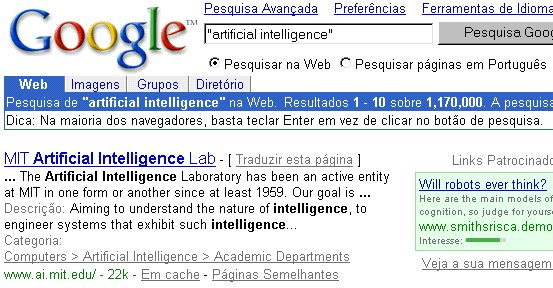 Google™
Pesquisa Avançada Preferências Ferramentas de Idioma
"artificial intelligence" Pesquisa Goo
Pesquisar na Web Pesquisar páginas em Português
Web Imagens Grupos Diretório
Pesquisa de "artificial intelligence" na Web. Resultados 1 - 10 sobre 1,170,000. A pesquisa
Dica: Na maioria dos navegadores, basta teclar Enter em vez de clicar no botão de pesquisa.
MIT Artificial Intelligence Lab - [ Traduzir esta página ]
... The Artificial Intelligence Laboratory has been an active entity
at MIT in one form or another since at least 1959. Our goal is ...
Descrição: Aiming to understand the nature of intelligence, to
engineer systems that exhibit such intelligence...
Categoria:
Computers > Artificial Intelligence > Academic Departments
www.ai.mit.edu/ - 22k - Em cache - Páginas Semelhantes
Links Patrocinado
Will robots ever think?
Here are the main models of
cognition, so judge for yourse
www.smithsrisca.demo
Interesse:
Veja a sua mensagem